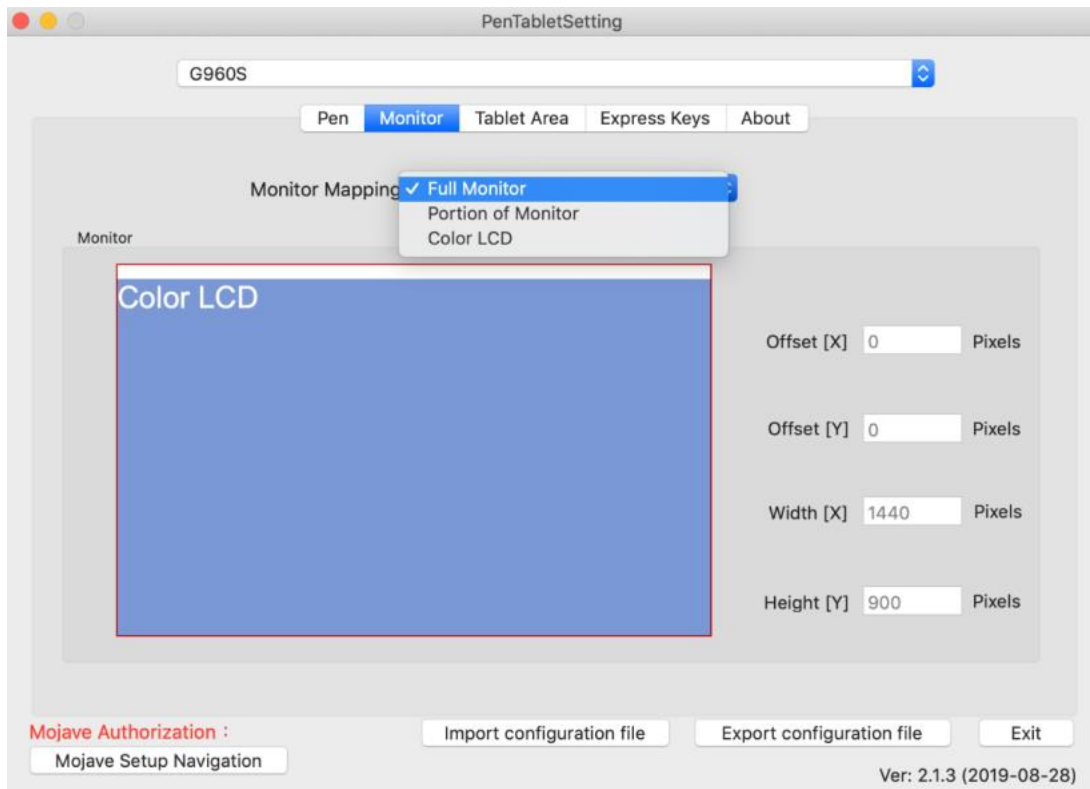 PenTabletSetting
G960S
Pen Monitor Tablet Area Express Keys About
Monitor Mapping ✓ Full Monitor
Portion of Monitor
Color LCD
Monitor
Color LCD
Offset [X] 0 Pixels
Offset [Y] 0 Pixels
Width [X] 1440 Pixels
Height [Y] 900 Pixels
Mojave Authorization：
Import configuration file Export configuration file Exit
Mojave Setup Navigation
Ver: 2.1.3 (2019-08-28)